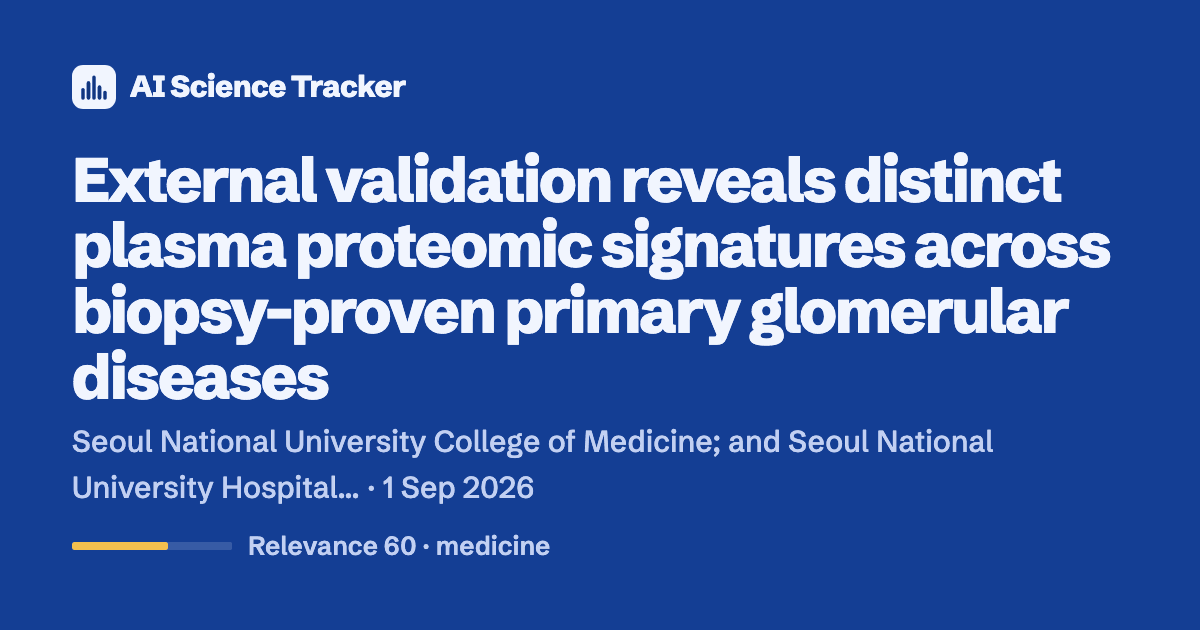 AI Science Tracker
External validation reveals distinct
plasma proteomic signatures across
biopsy-proven primary glomerular
diseases
Seoul National University College of Medicine; and Seoul National
University Hospital... · 1 Sep 2026
Relevance 60 · medicine